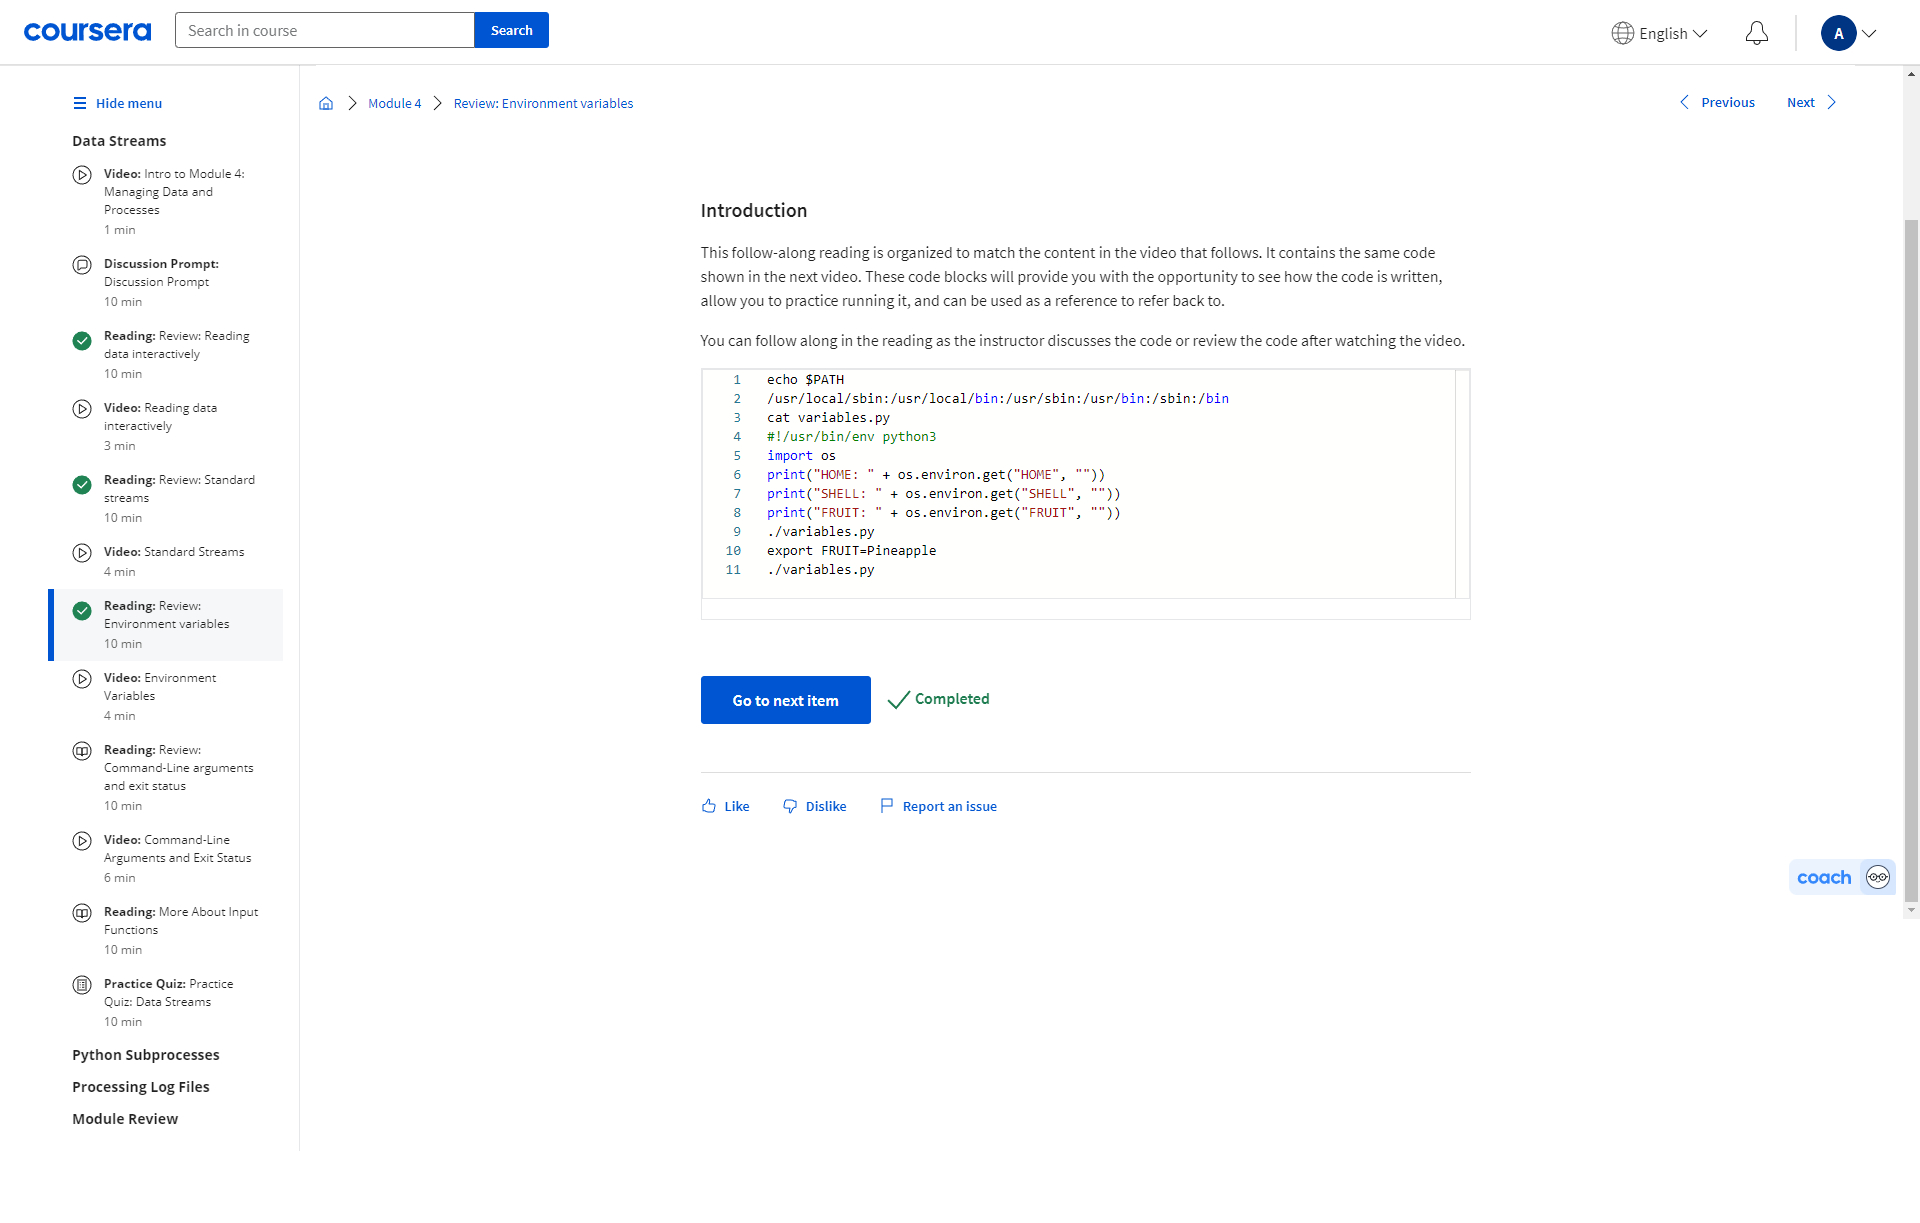 coursera
Search in course
Search
English
A
Hide menu
Data Streams
Video: Intro to Module 4:
Managing Data and
Processes
1 min
Discussion Prompt:
Discussion Prompt
10 min
Reading: Review: Reading
data interactively
10 min
Video: Reading data
interactively
3 min
Reading: Review: Standard
streams
10 min
Video: Standard Streams
4 min
Reading: Review:
Environment variables
10 min
Video: Environment
Variables
4 min
Reading: Review:
Command-Line arguments
and exit status
10 min
Video: Command-Line
Arguments and Exit Status
6 min
Reading: More About Input
Functions
10 min
Practice Quiz: Practice
Quiz: Data Streams
10 min
Python Subprocesses
Processing Log Files
Module Review
Module 4
Review: Environment variables
Previous
Next
Introduction
This follow-along reading is organized to match the content in the video that follows. It contains the same code
shown in the next video. These code blocks will provide you with the opportunity to see how the code is written,
allow you to practice running it, and can be used as a reference to refer back to.
You can follow along in the reading as the instructor discusses the code or review the code after watching the video.
1 echo $PATH
2 /usr/local/sbin:/usr/local/bin:/usr/sbin:/usr/bin:/sbin:/bin
3 cat variables.py
4 #!/usr/bin/env python3
5 import os
6 print("HOME: " + os.environ.get("HOME", ""))
7 print("SHELL: " + os.environ.get("SHELL", ""))
8 print("FRUIT: " + os.environ.get("FRUIT", ""))
9 ./variables.py
10 export FRUIT=Pineapple
11 ./variables.py
Go to next item
Completed
Like
Dislike
Report an issue
coach